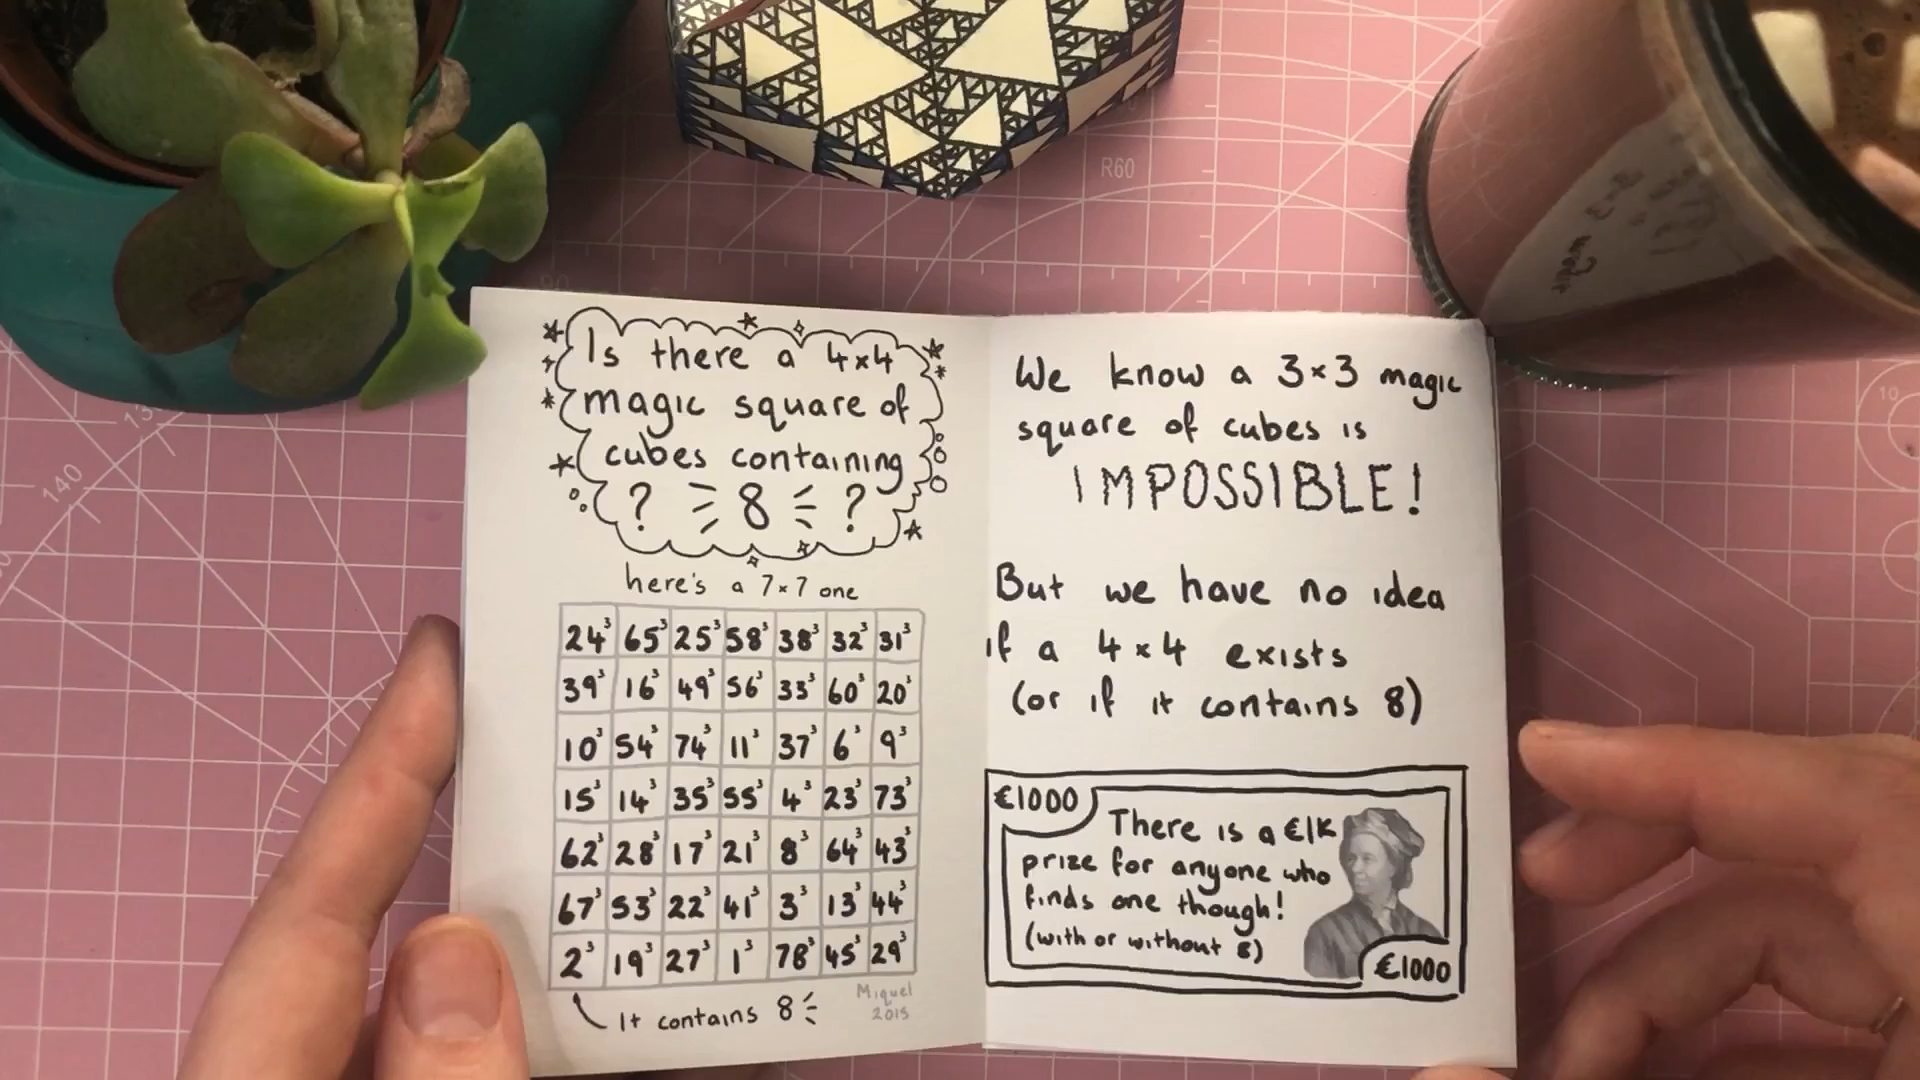 Is there a 4×4
magic square of
cubes containing
? 8 ?
here's a 7×7 one
24³ 65³ 25³ 58³ 38³ 32³ 31³
39³ 16³ 49³ 56³ 33³ 60³ 20³
10³ 54³ 74³ 11³ 37³ 6³ 9³
15³ 14³ 35³ 55³ 4³ 23³ 73³
62³ 28³ 17³ 21³ 8³ 64³ 43³
67³ 53³ 22³ 41³ 3³ 13³ 44³
2³ 19³ 27³ 1³ 78³ 45³ 29³
It contains 8
Miquel
2015
We know a 3×3 magic
square of cubes is
IMPOSSIBLE!
But we have no idea
if a 4×4 exists
(or if it contains 8)
€1000
There is a €1K
prize for anyone who
finds one though!
(with or without 8)
€1000
R60
140
10